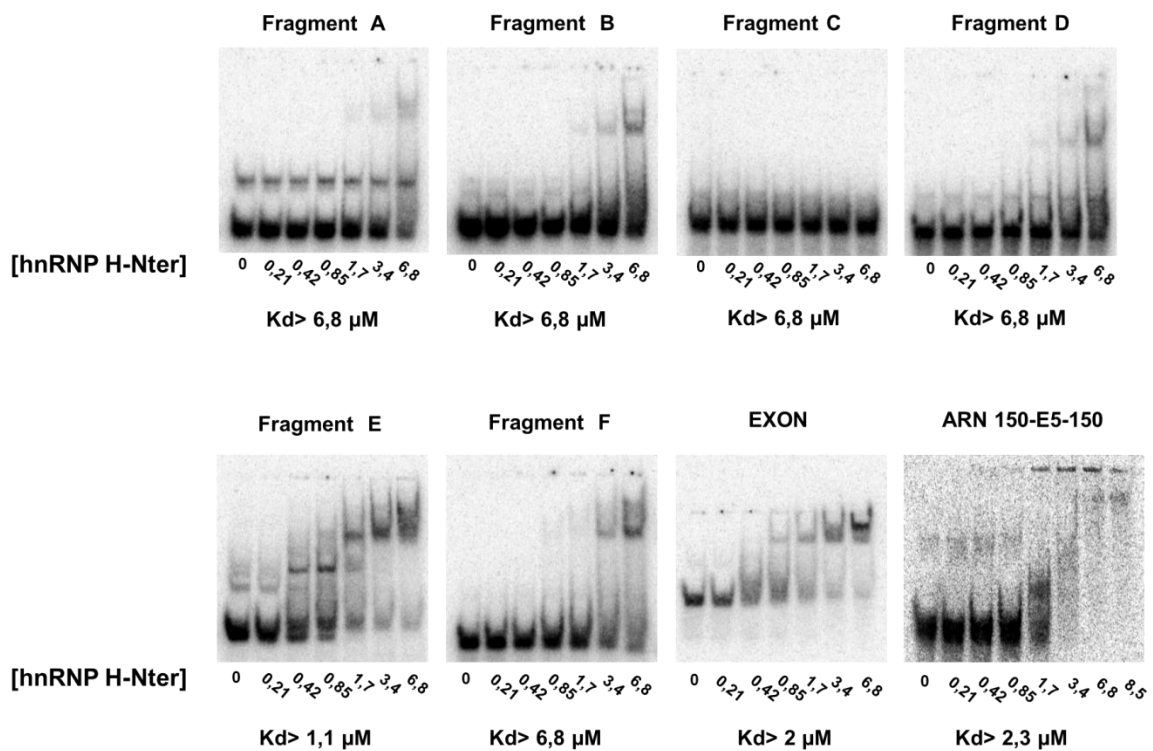 Fragment A Fragment B Fragment C Fragment D
[hnRNP H-Nter]
0 0,21 0,42 0,85 1,7 3,4 6,8 0 0,21 0,42 0,85 1,7 3,4 6,8 0 0,21 0,42 0,85 1,7 3,4 6,8 0 0,21 0,42 0,85 1,7 3,4 6,8
Kd> 6,8 µM Kd> 6,8 µM Kd> 6,8 µM Kd> 6,8 µM
Fragment E Fragment F EXON ARN 150-E5-150
[hnRNP H-Nter]
0 0,21 0,42 0,85 1,7 3,4 6,8 0 0,21 0,42 0,85 1,7 3,4 6,8 0 0,21 0,42 0,85 1,7 3,4 6,8 0 0,21 0,42 0,85 1,7 3,4 6,8 8,5
Kd> 1,1 µM Kd> 6,8 µM Kd> 2 µM Kd> 2,3 µM